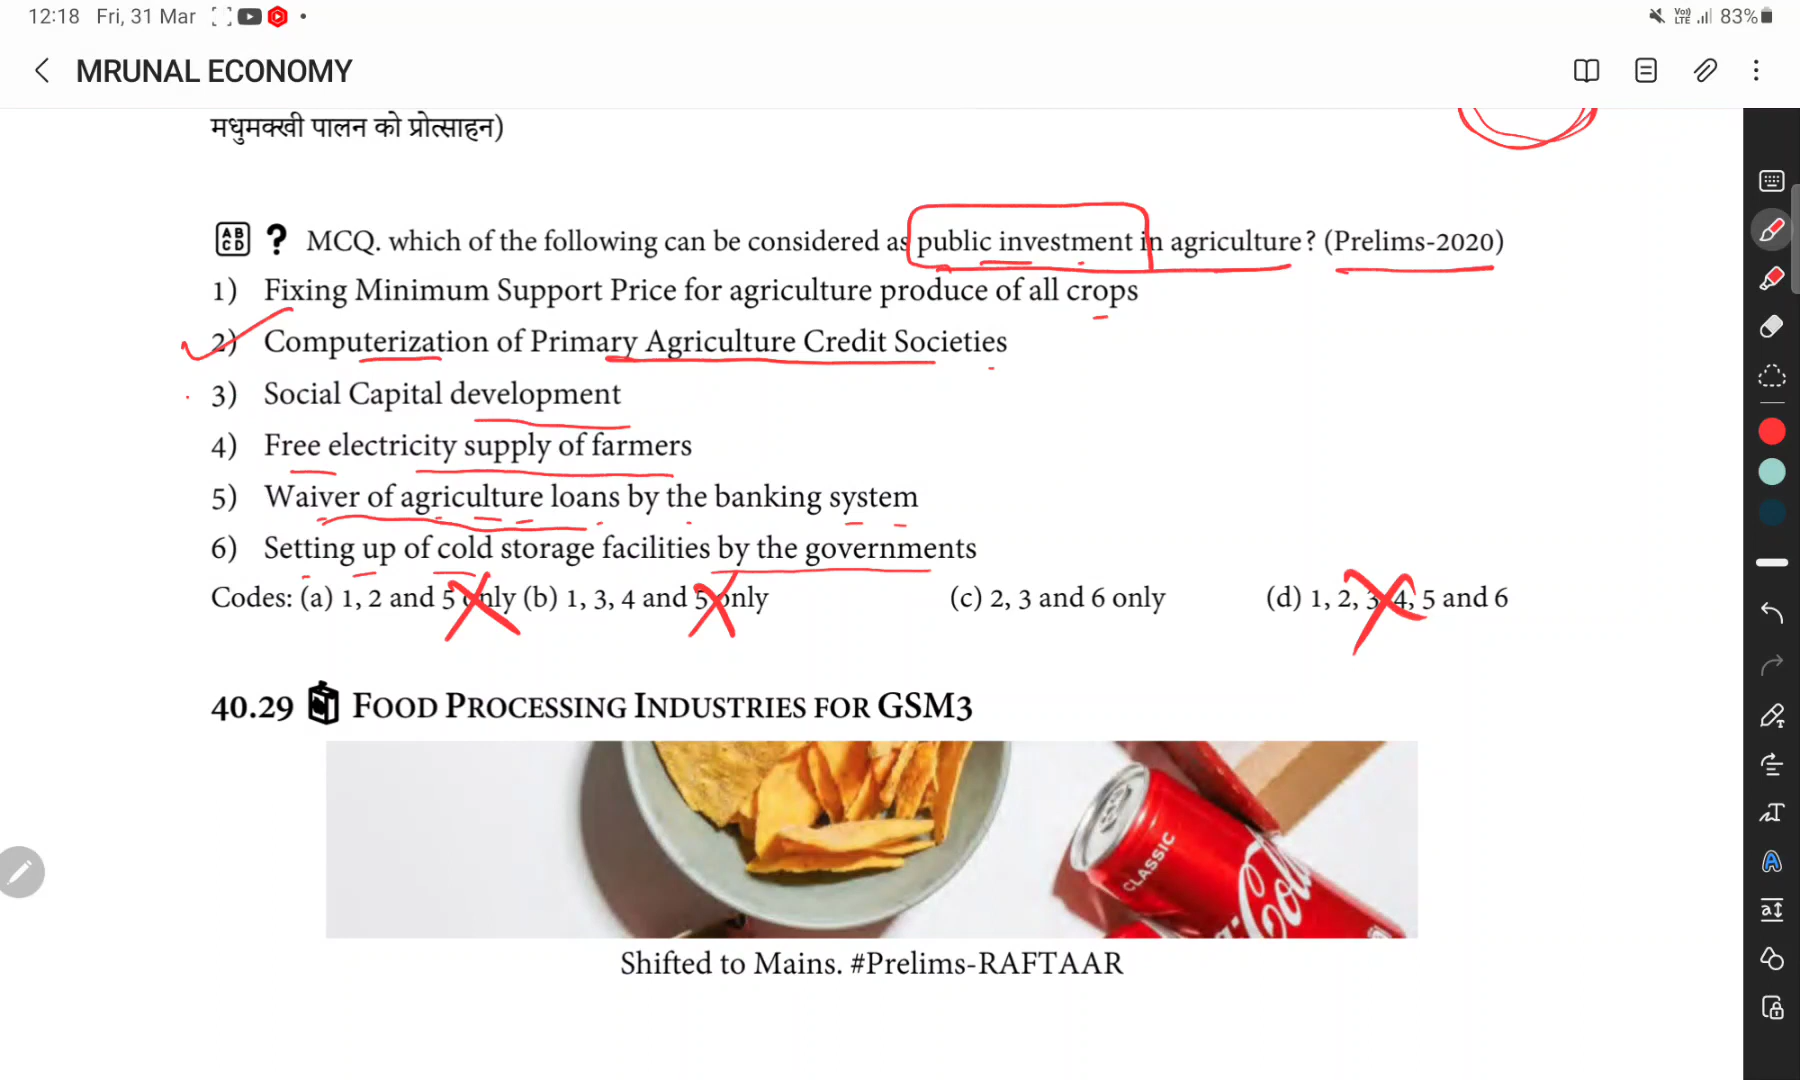 12:18 Fri, 31 Mar
83%
MRUNAL ECONOMY
मधुमक्खी पालन को प्रोत्साहन)
AB CD ? MCQ. which of the following can be considered as public investment in agriculture? (Prelims-2020)
1) Fixing Minimum Support Price for agriculture produce of all crops
2) Computerization of Primary Agriculture Credit Societies
3) Social Capital development
4) Free electricity supply of farmers
5) Waiver of agriculture loans by the banking system
6) Setting up of cold storage facilities by the governments
Codes: (a) 1, 2 and 5 only (b) 1, 3, 4 and 5 only (c) 2, 3 and 6 only (d) 1, 2, 3, 4, 5 and 6
40.29 FOOD PROCESSING INDUSTRIES FOR GSM3
CLASSIC
Shifted to Mains. #Prelims-RAFTAAR